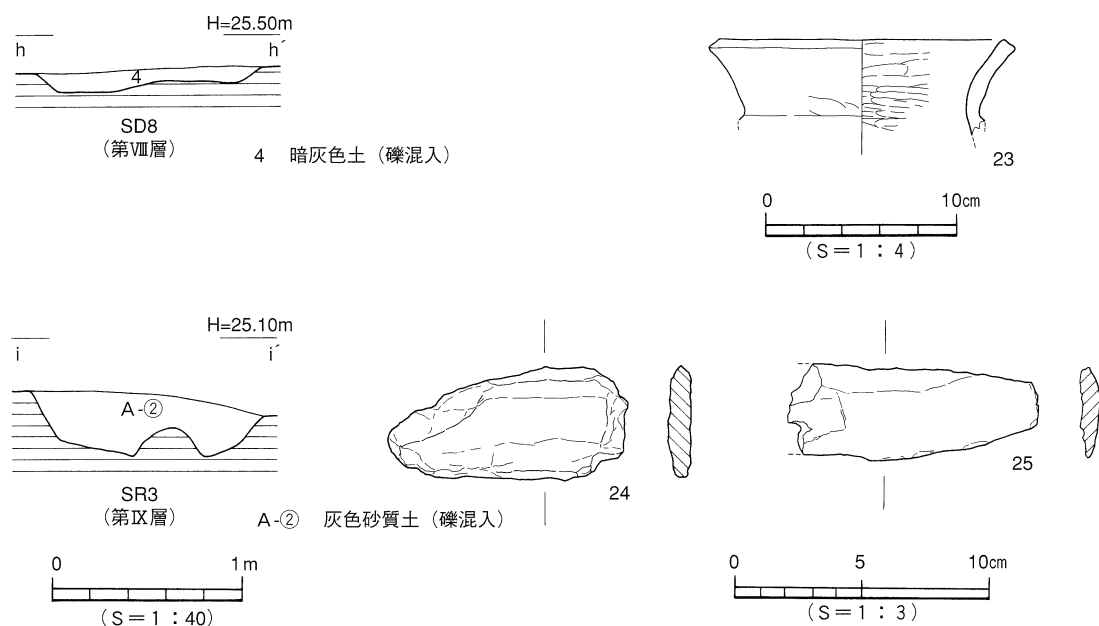 H=25.50m
h h´
4
SD8
(第Ⅷ層)
4 暗灰色土(礫混入)
23
0 10cm
(S=1:4)
H=25.10m
i i´
A-②
SR3
(第Ⅸ層)
A-② 灰色砂質土(礫混入)
24
25
0 1m
(S=1:40)
0 5 10cm
(S=1:3)